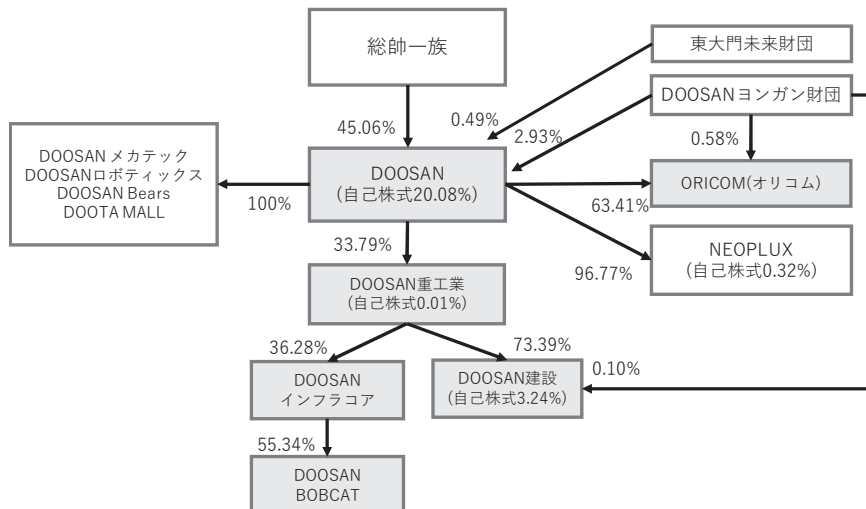 総帥一族
東大門未来財団
DOOSANヨンガン財団
45.06%
0.49%
2.93%
0.58%
DOOSAN メカテック
DOOSANロボティックス
DOOSAN Bears
DOOTA MALL
100%
DOOSAN
(自己株式20.08%)
ORICOM(オリコム)
63.41%
33.79%
NEOPLUX
(自己株式0.32%)
96.77%
DOOSAN重工業
(自己株式0.01%)
36.28%
73.39%
0.10%
DOOSAN
インフラコア
DOOSAN建設
(自己株式3.24%)
55.34%
DOOSAN
BOBCAT